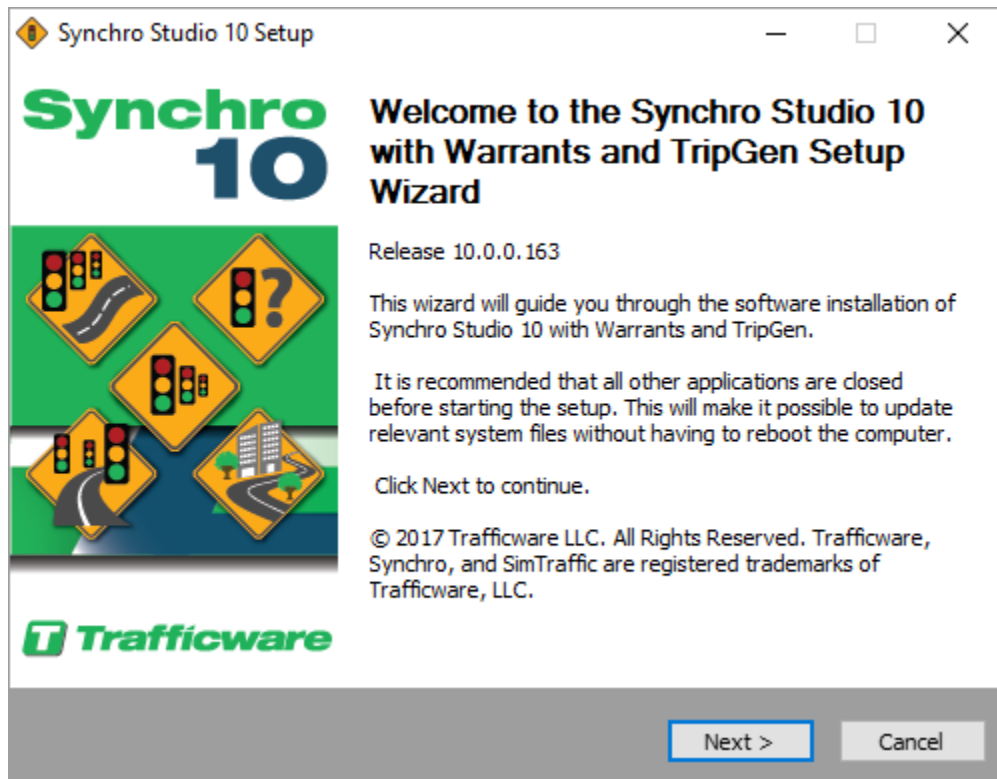 Synchro Studio 10 Setup
Synchro
10
Welcome to the Synchro Studio 10
with Warrants and TripGen Setup
Wizard
Release 10.0.0.163
This wizard will guide you through the software installation of
Synchro Studio 10 with Warrants and TripGen.
It is recommended that all other applications are closed
before starting the setup. This will make it possible to update
relevant system files without having to reboot the computer.
Click Next to continue.
© 2017 Trafficware LLC. All Rights Reserved. Trafficware,
Synchro, and SimTraffic are registered trademarks of
Trafficware, LLC.
?
T Trafficware
Next >
Cancel